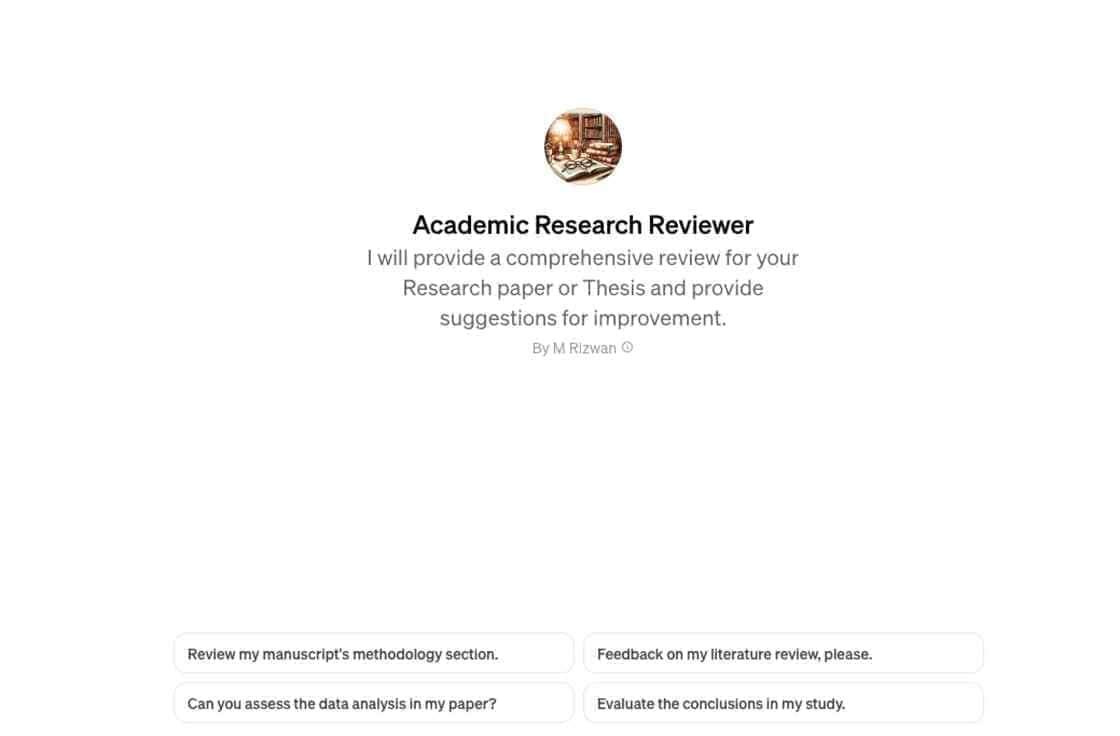 Academic Research Reviewer
I will provide a comprehensive review for your
Research paper or Thesis and provide
suggestions for improvement.
By M Rizwan
Review my manuscript's methodology section.
Feedback on my literature review, please.
Can you assess the data analysis in my paper?
Evaluate the conclusions in my study.